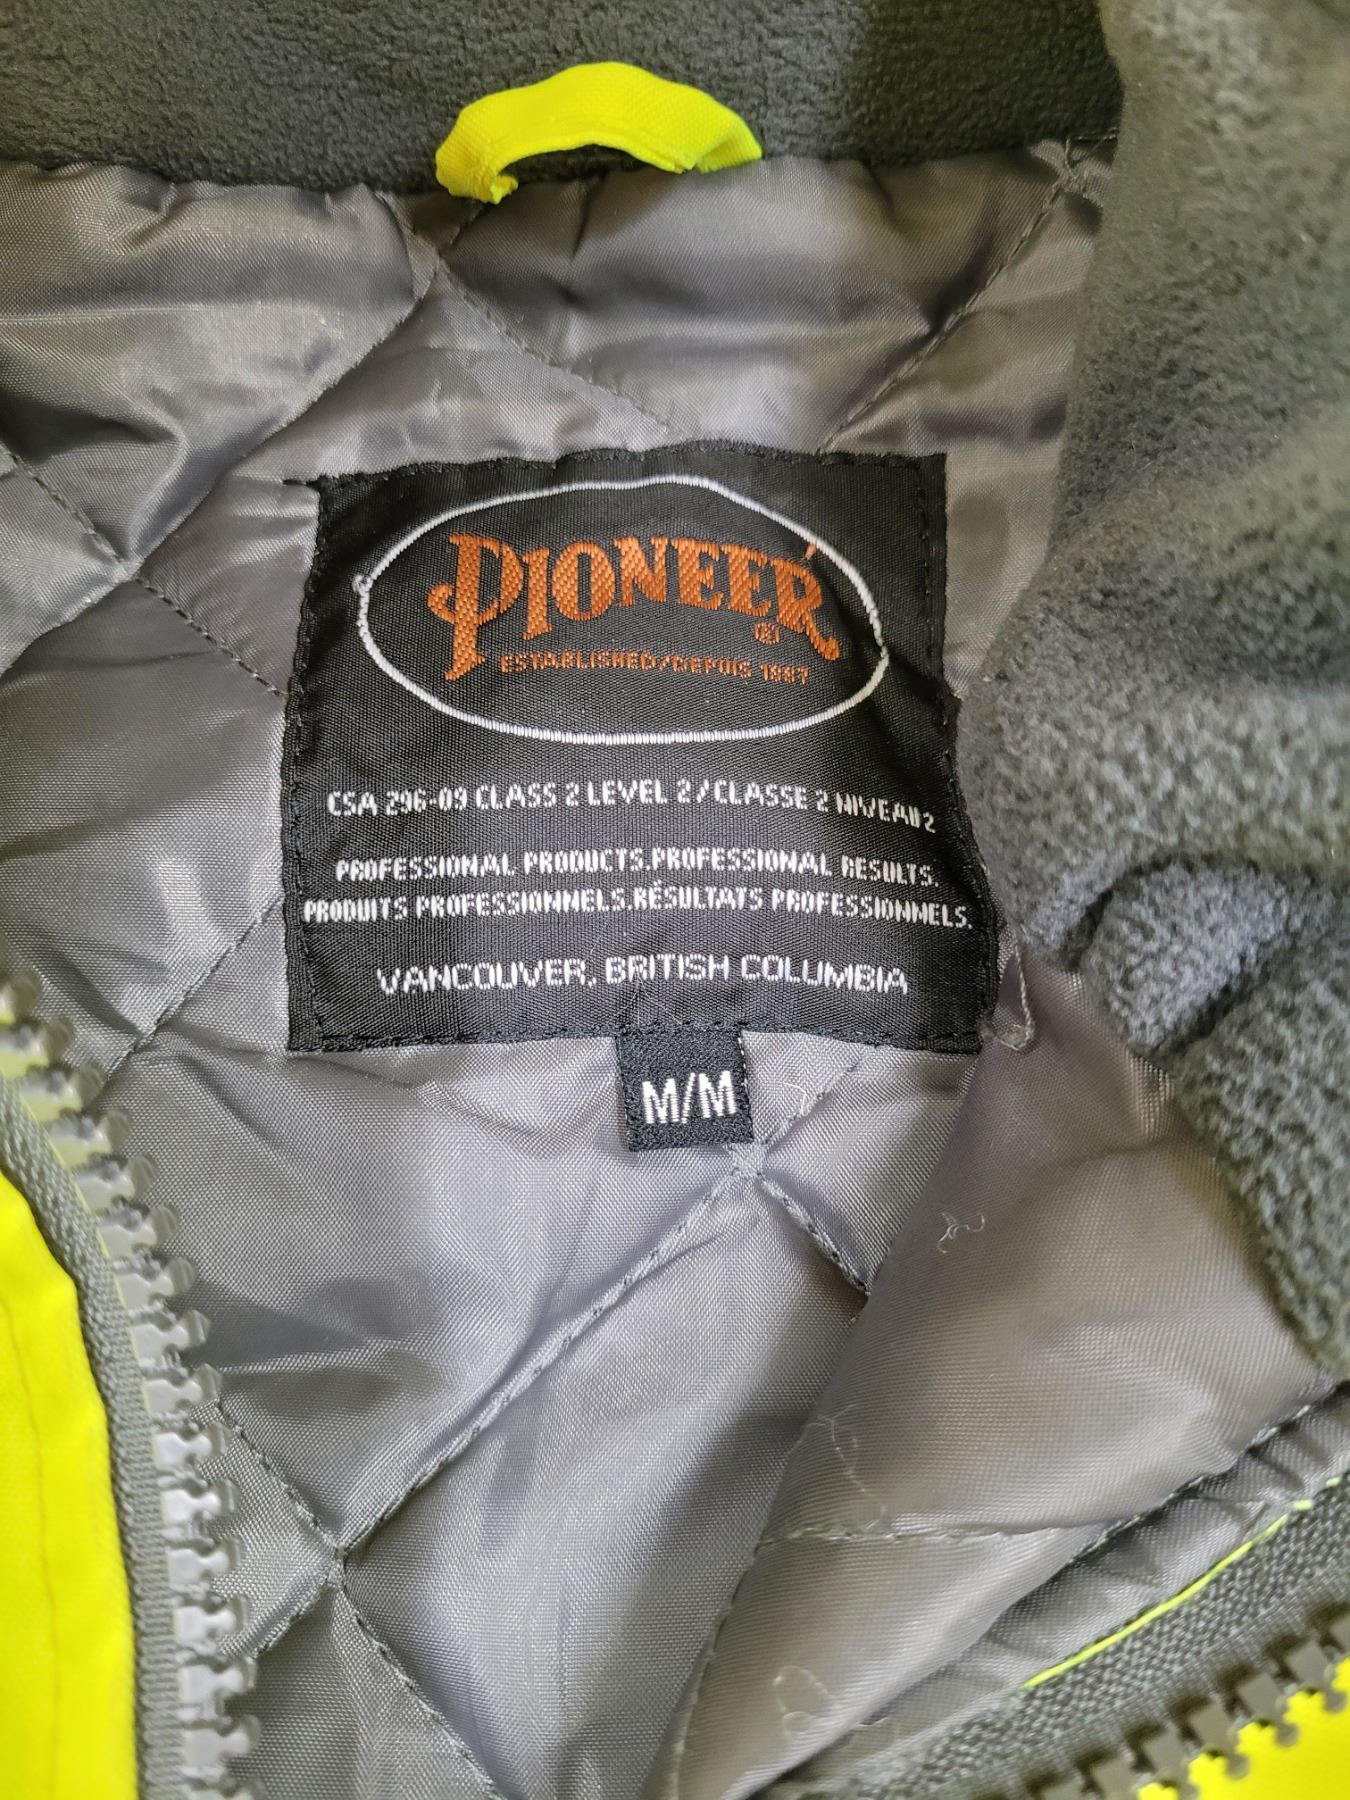 PIONEER
®
ESTABLISHED/DEPUIS 1887
CSA Z96-09 CLASS 2 LEVEL 2/CLASSE 2 NIVEAU 2
PROFESSIONAL PRODUCTS.PROFESSIONAL RESULTS.
PRODUITS PROFESSIONNELS.RÉSULTATS PROFESSIONNELS.
VANCOUVER, BRITISH COLUMBIA
M/M